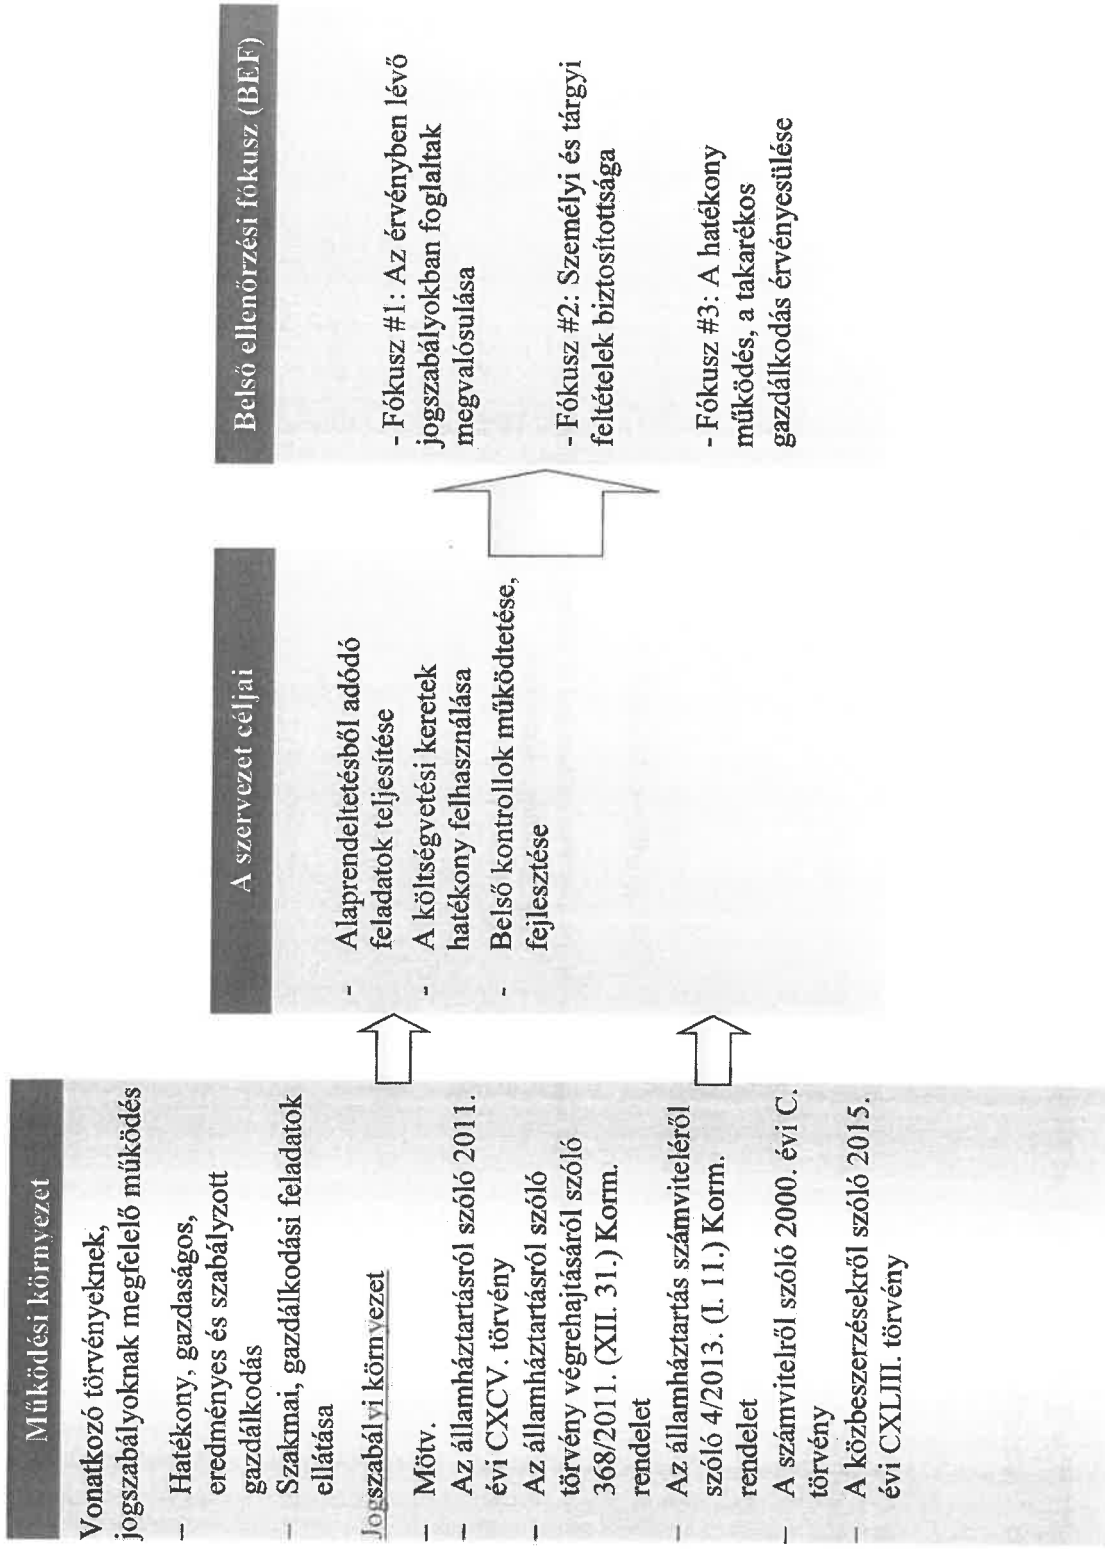 Működési környezet
Vonatkozó törvényeknek,
jogszabályoknak megfelelő működés
– Hatékony, gazdaságos,
eredményes és szabályzott
gazdálkodás
– Szakmai, gazdálkodási feladatok
ellátása
Jogszabályi környezet
– Mötv.
– Az államháztartásról szóló 2011.
évi CXCV. törvény
– Az államháztartásról szóló
törvény végrehajtásáról szóló
368/2011. (XII. 31.) Korm.
rendelet
– Az államháztartás számviteléről
szóló 4/2013. (I. 11.) Korm.
rendelet
– A számvitelről szóló 2000. évi C.
törvény
– A közbeszerzésekről szóló 2015.
évi CXLIII. törvény
A szervezet céljai
- Alaprendeltetésből adódó
feladatok teljesítése
- A költségvetési keretek
hatékony felhasználása
- Belső kontrollok működtetése,
fejlesztése
Belső ellenőrzési fókusz (BEF)
- Fókusz #1: Az érvényben lévő
jogszabályokban foglaltak
megvalósulása
- Fókusz #2: Személyi és tárgyi
feltételek biztosítottsága
- Fókusz #3: A hatékony
működés, a takarékos
gazdálkodás érvényesülése